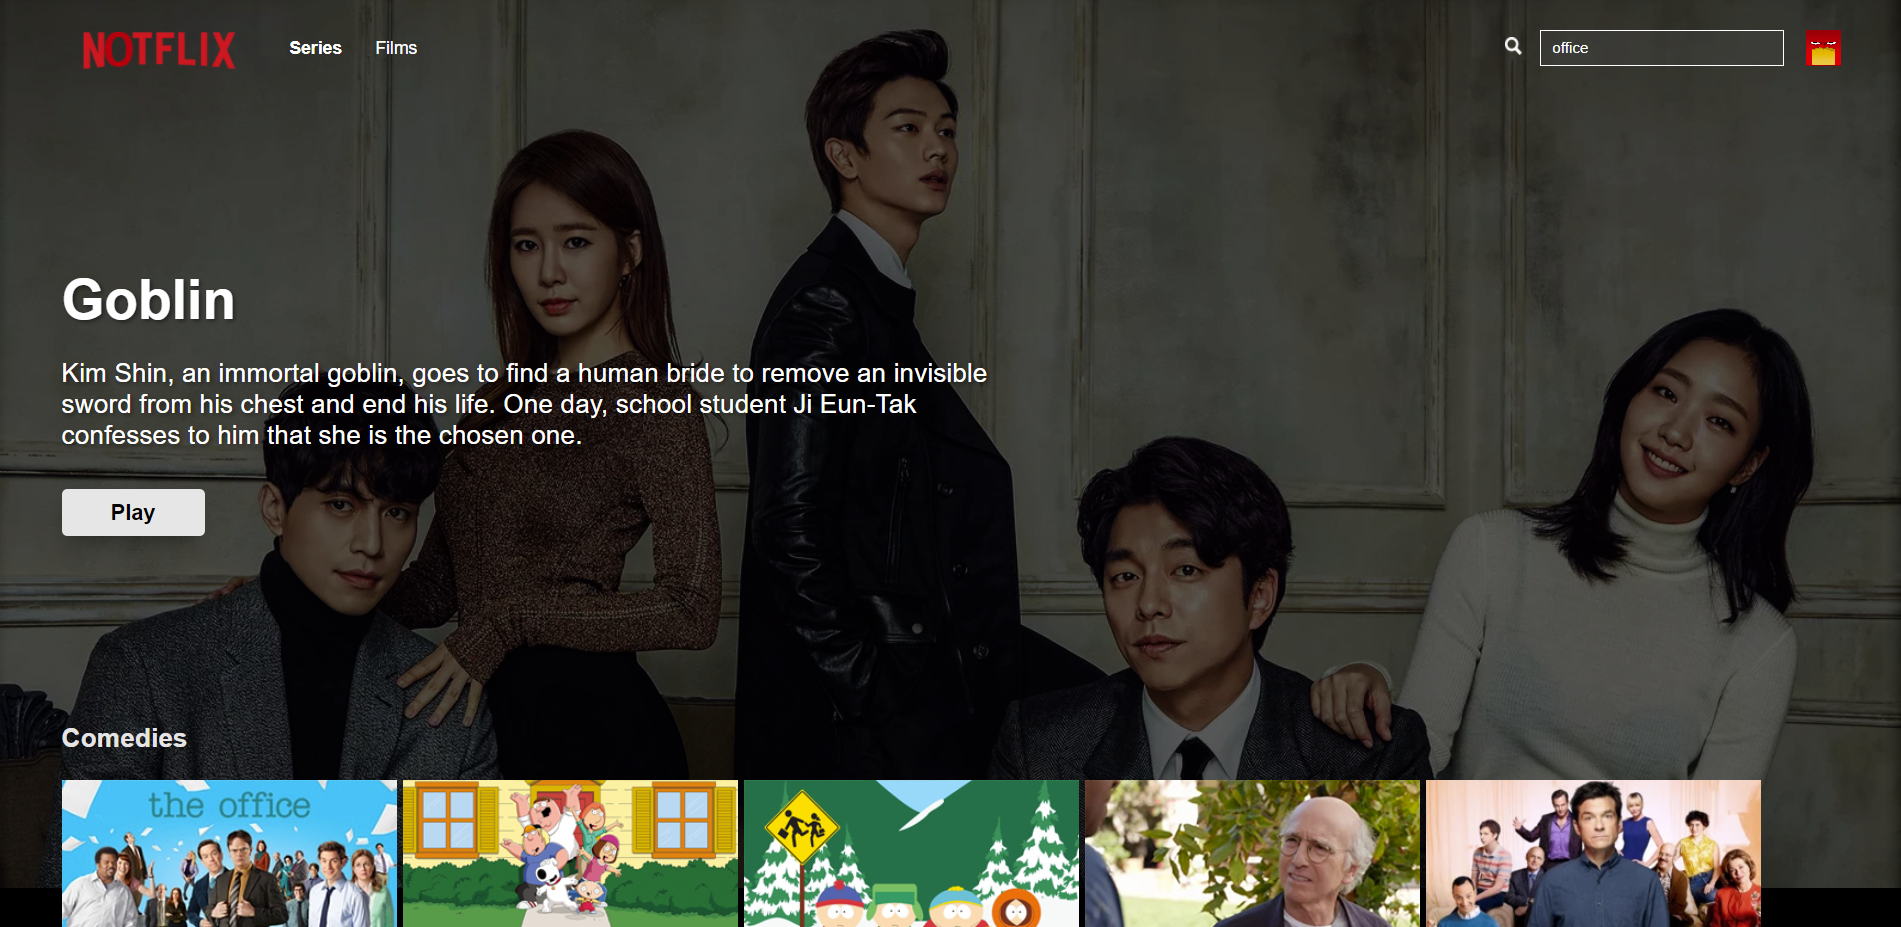 NOTFLIX
Series
Films
office
Goblin
Kim Shin, an immortal goblin, goes to find a human bride to remove an invisible
sword from his chest and end his life. One day, school student Ji Eun-Tak
confesses to him that she is the chosen one.
Play
Comedies
the office